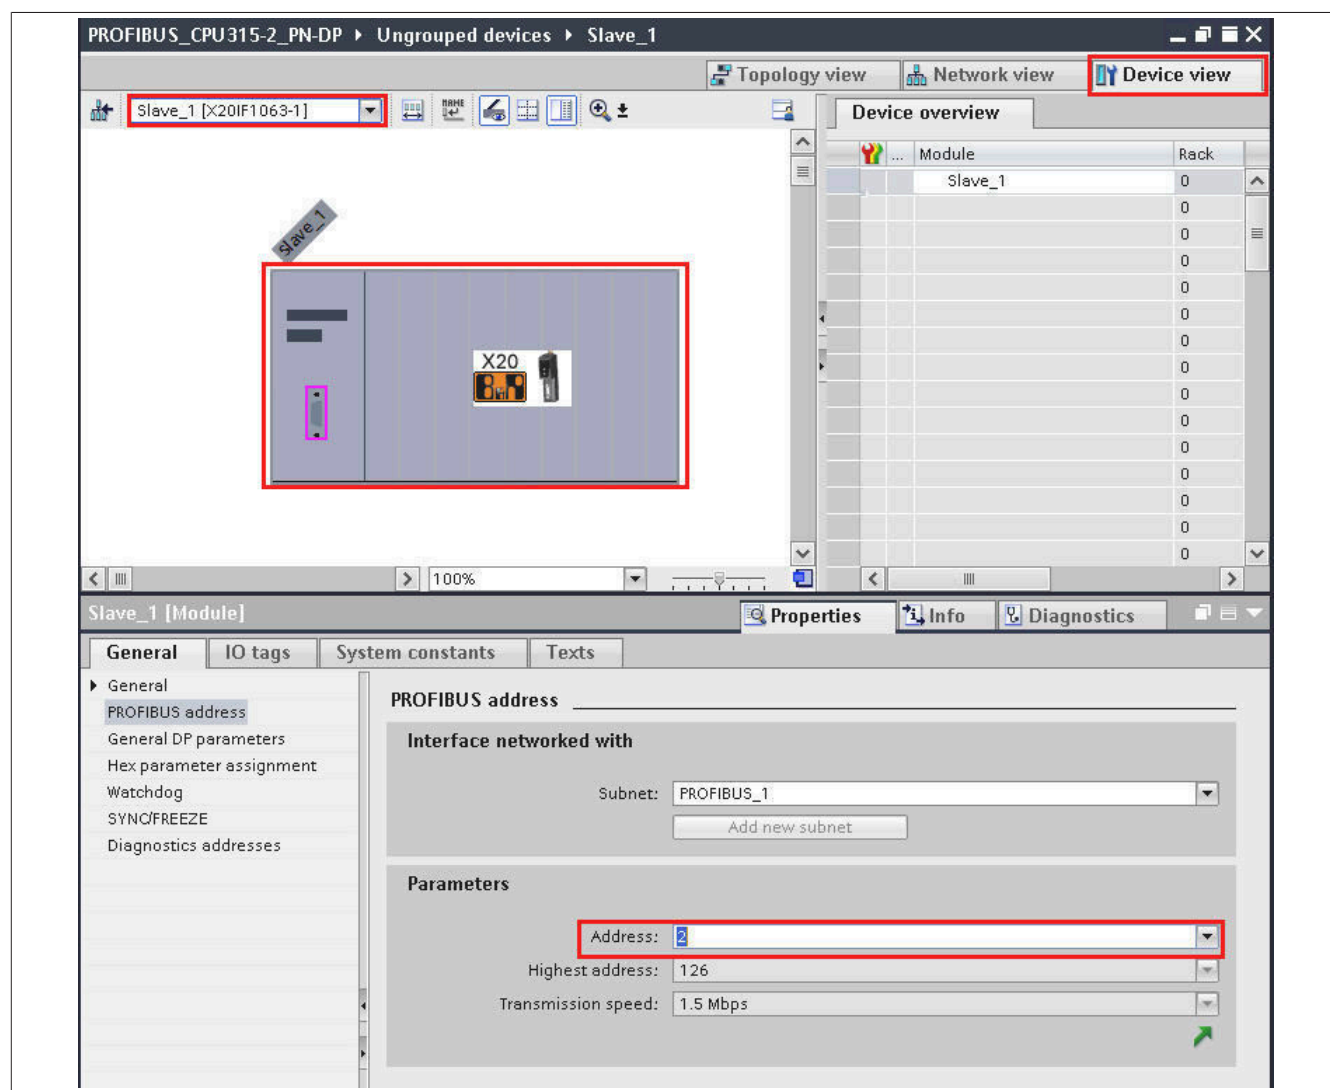 PROFIBUS_CPU315-2_PN-DP ▸ Ungrouped devices ▸ Slave_1
Topology view Network view Device view
Slave_1 [X20IF1063-1]
Device overview
... Module Rack
Slave_1 0
0
0
0
0
0
0
0
0
0
0
0
0
0
0
slave_1
X20
B&R
100%
Slave_1 [Module] Properties Info Diagnostics
General IO tags System constants Texts
General
PROFIBUS address
General DP parameters
Hex parameter assignment
Watchdog
SYNC/FREEZE
Diagnostics addresses
PROFIBUS address
Interface networked with
Subnet: PROFIBUS_1
Add new subnet
Parameters
Address: 2
Highest address: 126
Transmission speed: 1.5 Mbps